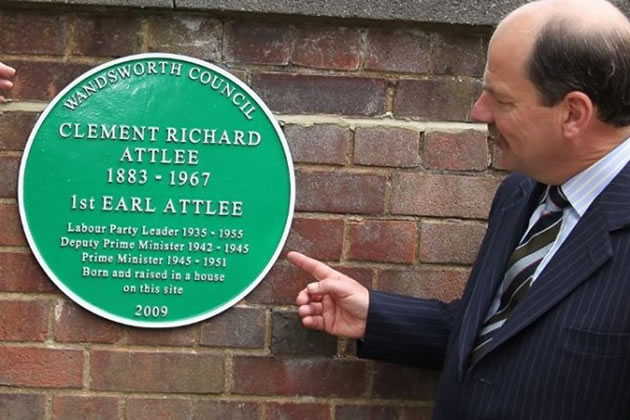 WANDSWORTH COUNCIL
CLEMENT RICHARD
ATTLEE
1883 - 1967
1st EARL ATTLEE
Labour Party Leader 1935 - 1955
Deputy Prime Minister 1942 - 1945
Prime Minister 1945 - 1951
Born and raised in a house
on this site
2009